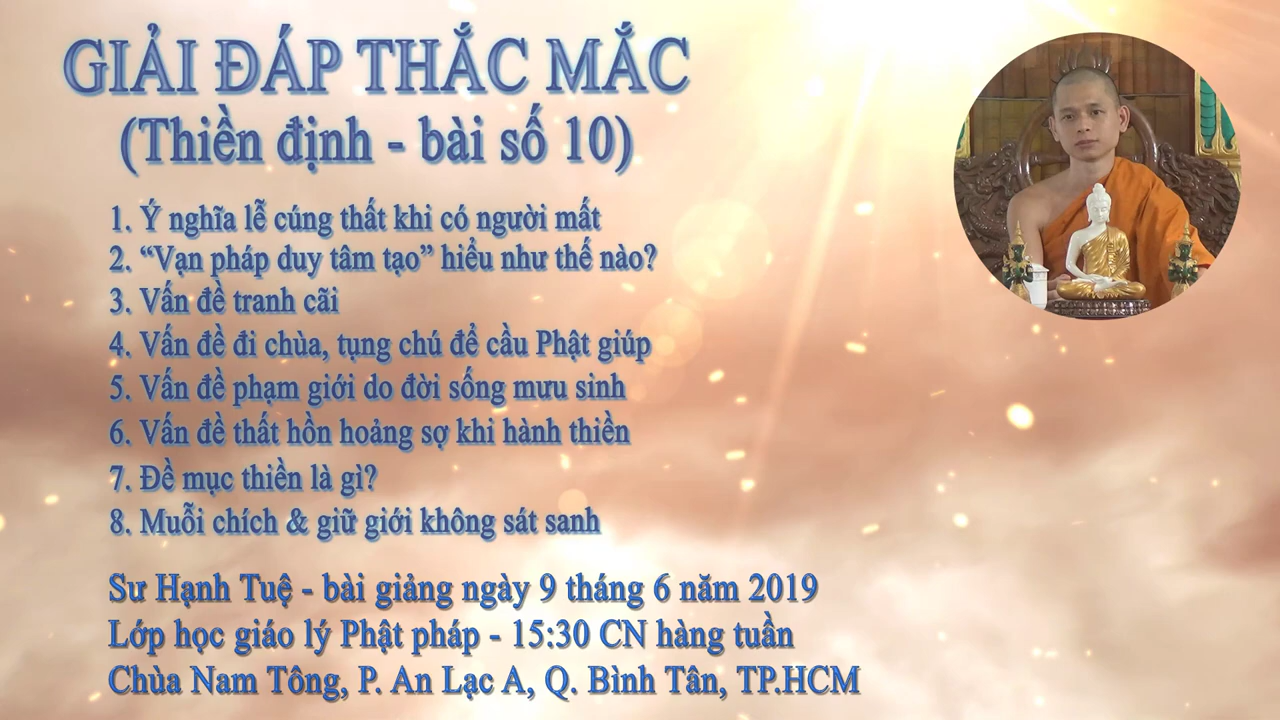 GIẢI ĐÁP THẮC MẮC
(Thiền định - bài số 10)
1. Ý nghĩa lễ cúng thất khi có người mất
2. “Vạn pháp duy tâm tạo” hiểu như thế nào?
3. Vấn đề tranh cãi
4. Vấn đề đi chùa, tụng chú để cầu Phật giúp
5. Vấn đề phạm giới do đời sống mưu sinh
6. Vấn đề thất hồn hoảng sợ khi hành thiền
7. Đề mục thiền là gì?
8. Muỗi chích & giữ giới không sát sanh
Sư Hạnh Tuệ - bài giảng ngày 9 tháng 6 năm 2019
Lớp học giáo lý Phật pháp - 15:30 CN hàng tuần
Chùa Nam Tông, P. An Lạc A, Q. Bình Tân, TP.HCM